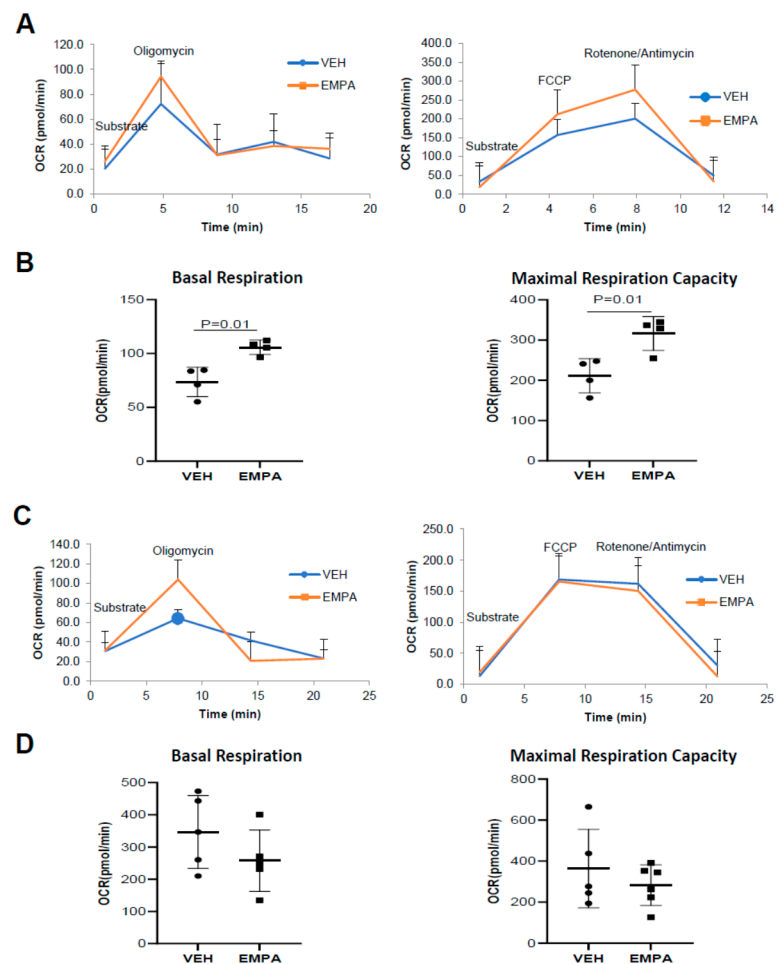 A
OCR (pmol/min)
120.0
100.0
80.0
60.0
40.0
20.0
0.0
Oligomycin
Substrate
VEH
EMPA
0 5 10 15 20
Time (min)
OCR (pmol/min)
400.0
350.0
300.0
250.0
200.0
150.0
100.0
50.0
0.0
Rotenone/Antimycin
FCCP
Substrate
VEH
EMPA
0 2 4 6 8 10 12 14
Time (min)
B
Basal Respiration
OCR(pmol/min)
150
100
50
0
P=0.01
VEH EMPA
Maximal Respiration Capacity
OCR(pmol/min)
400
300
200
100
0
P=0.01
VEH EMPA
C
OCR (pmol/min)
140.0
120.0
100.0
80.0
60.0
40.0
20.0
0.0
Oligomycin
Substrate
VEH
EMPA
0 5 10 15 20 25
Time (min)
OCR (pmol/min)
250.0
200.0
150.0
100.0
50.0
0.0
FCCP
Rotenone/Antimycin
Substrate
VEH
EMPA
0 5 10 15 20 25
Time (min)
D
Basal Respiration
OCR(pmol/min)
500
400
300
200
100
0
VEH EMPA
Maximal Respiration Capacity
OCR(pmol/min)
800
600
400
200
0
VEH EMPA